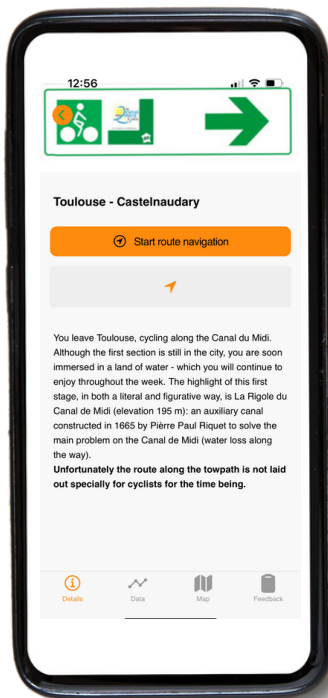 12:56
Toulouse - Castelnaudary
Start route navigation
You leave Toulouse, cycling along the Canal du Midi.
Although the first section is still in the city, you are soon
immersed in a land of water - which you will continue to
enjoy throughout the week. The highlight of this first
stage, in both a literal and figurative way, is La Rigole du
Canal de Midi (elevation 195 m): an auxiliary canal
constructed in 1665 by Pièrre Paul Riquet to solve the
main problem on the Canal de Midi (water loss along
the way).
Unfortunately the route along the towpath is not laid
out specially for cyclists for the time being.
Details
Data
Map
Feedback